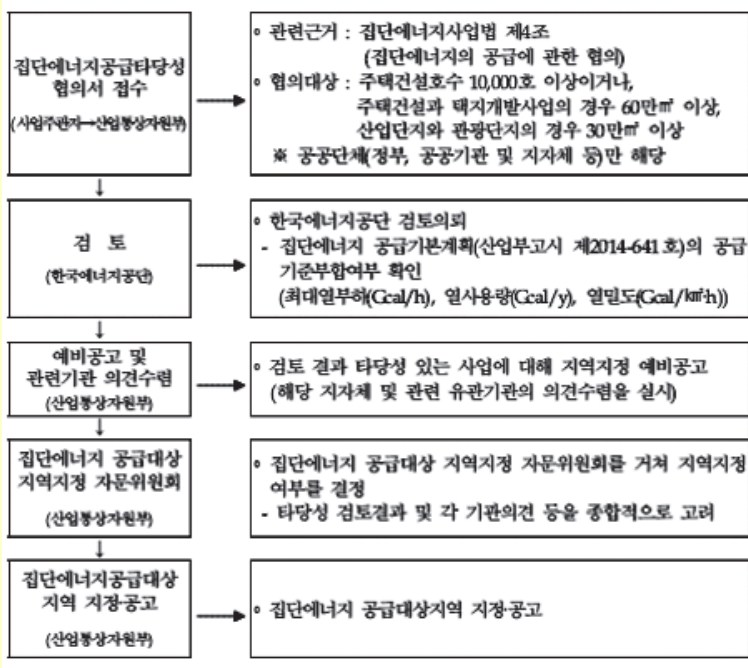 집단에너지공급타당성
협의서 접수
(사업주관자→산업통상자원부)
◦ 관련근거 : 집단에너지사업법 제4조
(집단에너지의 공급에 관한 협의)
◦ 협의대상 : 주택건설호수 10,000호 이상이거나,
주택건설과 택지개발사업의 경우 60만㎡ 이상,
산업단지와 관광단지의 경우 30만㎡ 이상
※ 공공단체(정부, 공공기관 및 지자체 등)만 해당
↓
검 토
(한국에너지공단)
◦ 한국에너지공단 검토의뢰
- 집단에너지 공급기본계획(산업부고시 제2014-641호)의 공급
기준부합여부 확인
(최대열부하(Gcal/h), 열사용량(Gcal/y), 열밀도(Gcal/㎢·h))
↓
예비공고 및
관련기관 의견수렴
(산업통상자원부)
◦ 검토 결과 타당성 있는 사업에 대해 지역지정 예비공고
(해당 지자체 및 관련 유관기관의 의견수렴을 실시)
↓
집단에너지 공급대상
지역지정 자문위원회
(산업통상자원부)
◦ 집단에너지 공급대상 지역지정 자문위원회를 거쳐 지역지정
여부를 결정
- 타당성 검토결과 및 각 기관의견 등을 종합적으로 고려
↓
집단에너지공급대상
지역 지정·공고
(산업통상자원부)
◦ 집단에너지 공급대상지역 지정·공고